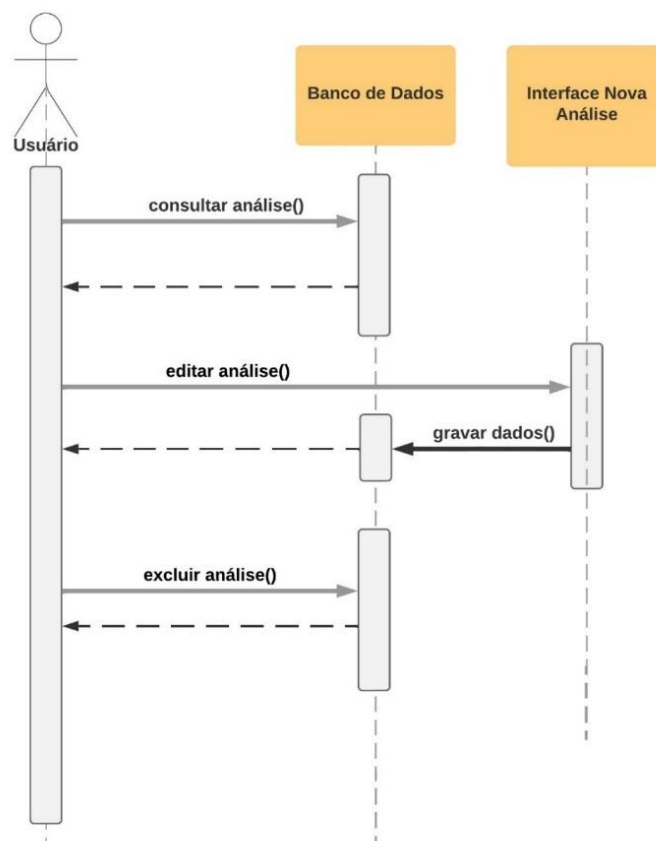 Usuário
Banco de Dados
Interface Nova
Análise
consultar análise()
editar análise()
gravar dados()
excluir análise()